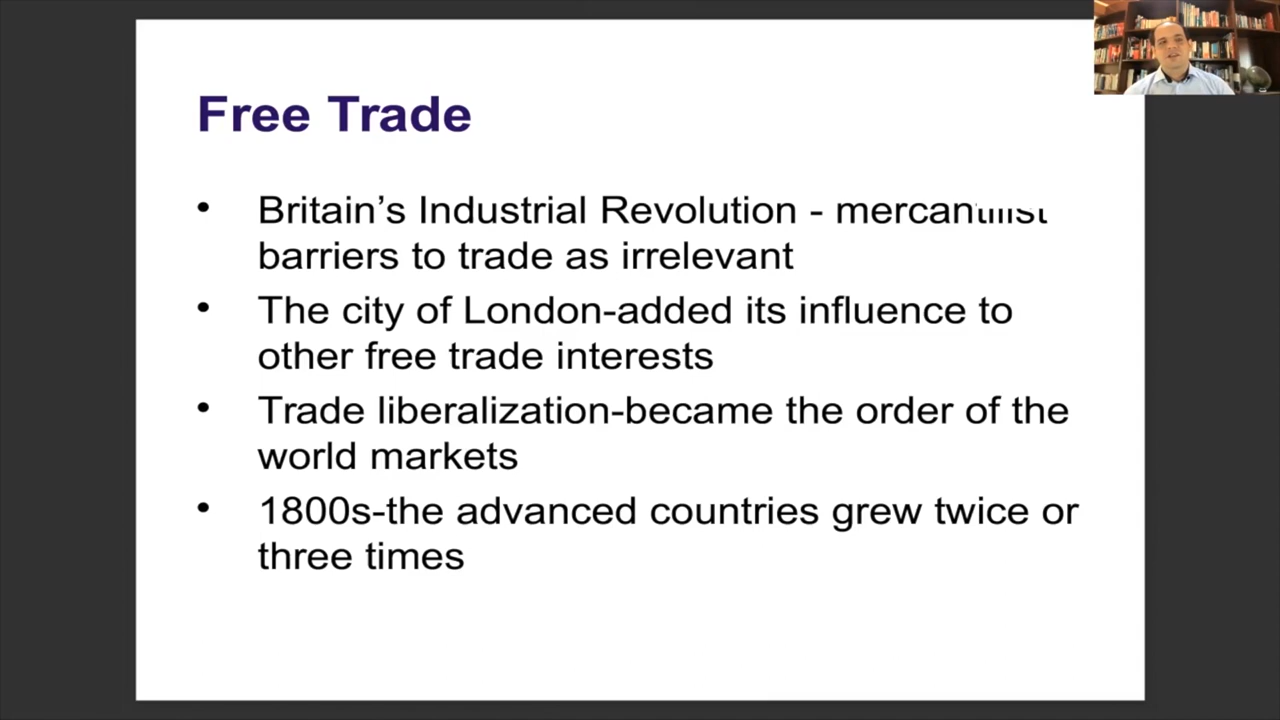 Free Trade
• Britain's Industrial Revolution - mercantilist
barriers to trade as irrelevant
• The city of London-added its influence to
other free trade interests
• Trade liberalization-became the order of the
world markets
• 1800s-the advanced countries grew twice or
three times